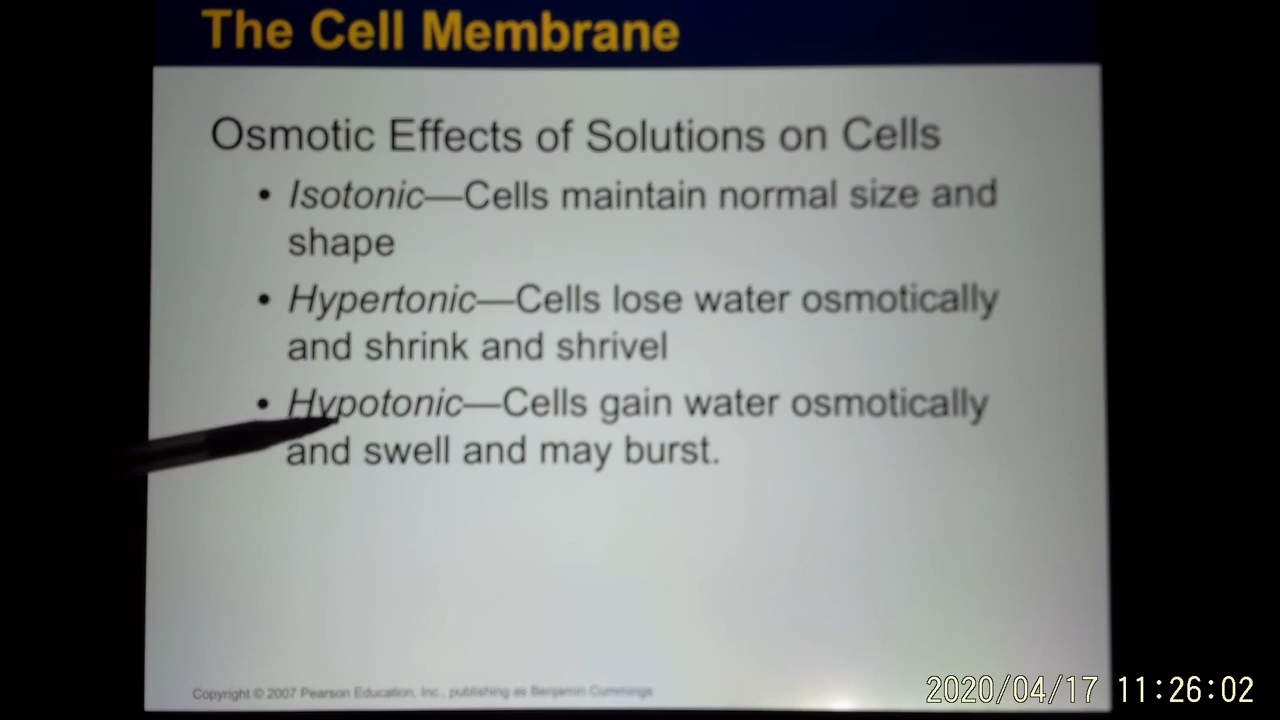 The Cell Membrane
Osmotic Effects of Solutions on Cells
• Isotonic—Cells maintain normal size and
shape
• Hypertonic—Cells lose water osmotically
and shrink and shrivel
• Hypotonic—Cells gain water osmotically
and swell and may burst.
Copyright © 2007 Pearson Education, Inc., publishing as Benjamin Cummings
2020/04/17 11:26:02